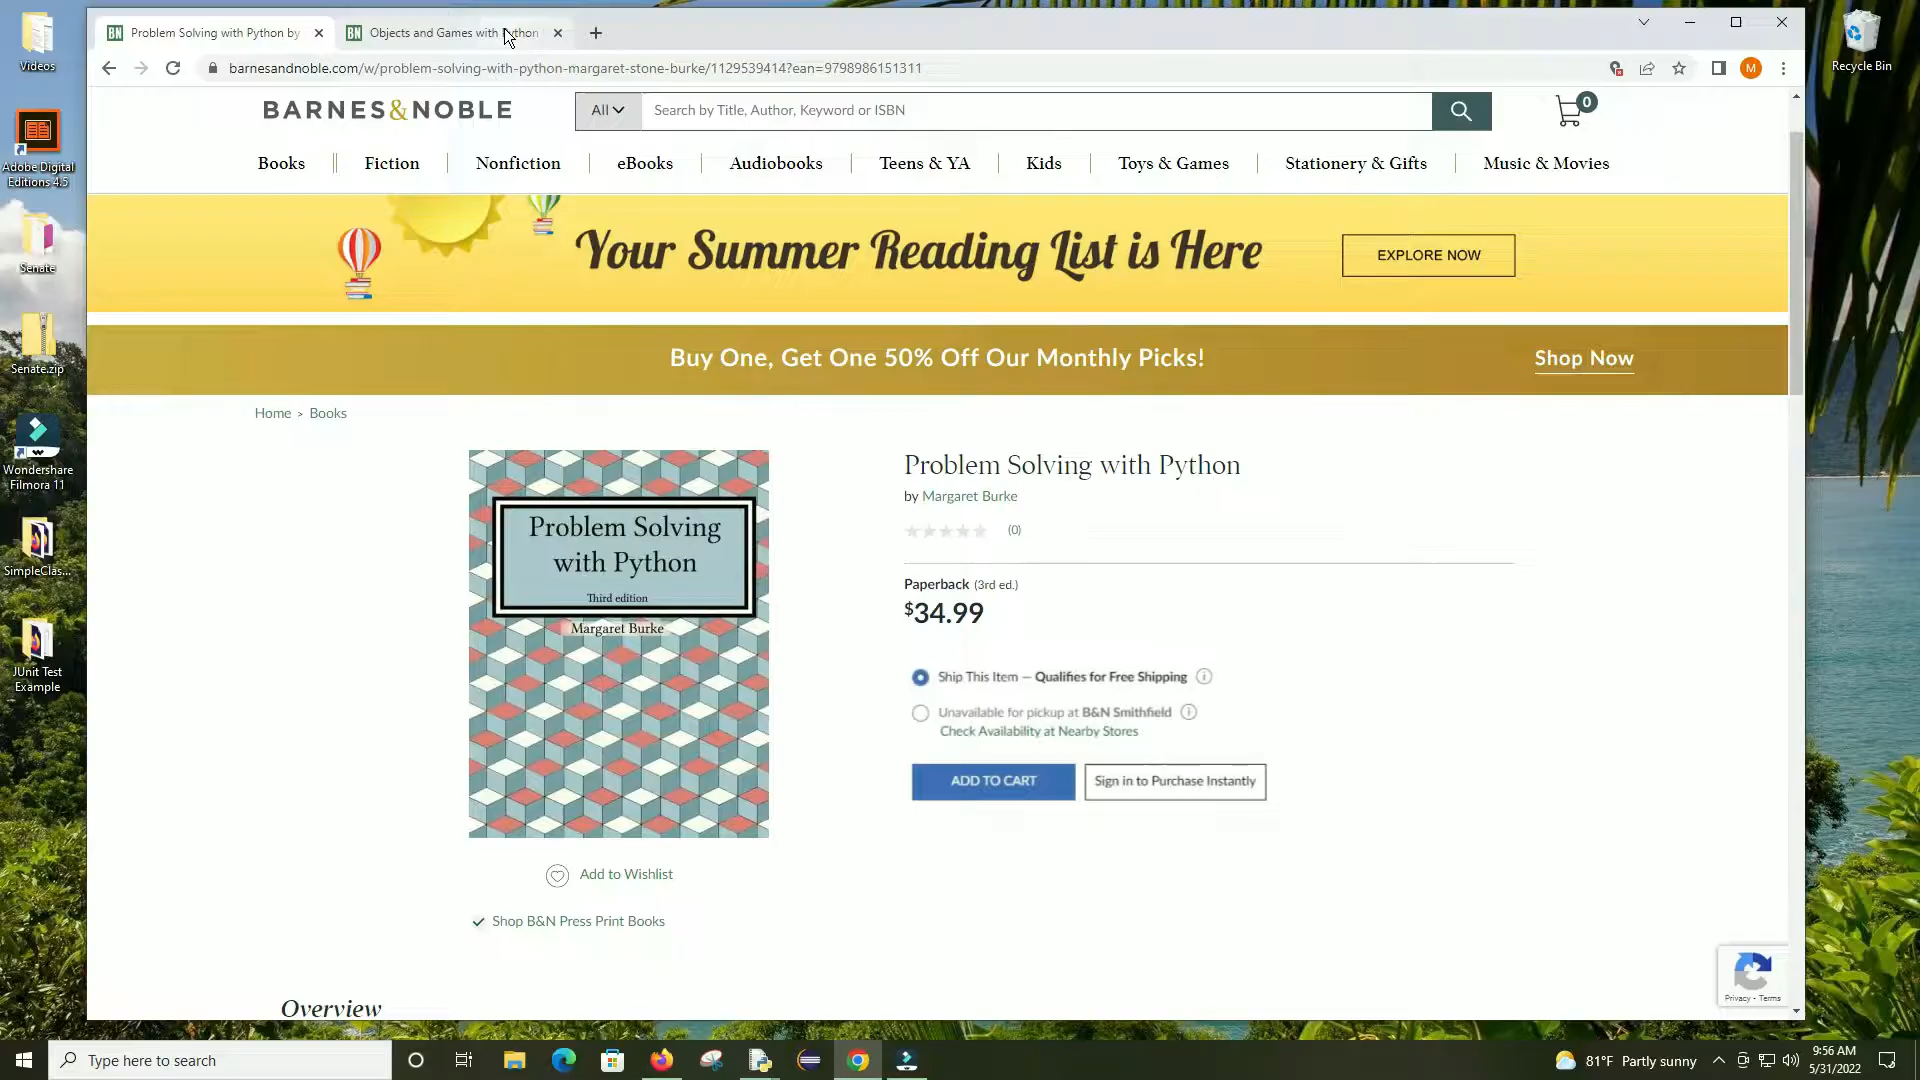 Videos
Adobe Digital
Editions 4.5
Senate
Senate.zip
Wondershare
Filmora 11
SimpleClas...
JUnit Test
Example
Recycle Bin
BN Problem Solving with Python by
BN Objects and Games with Python
barnesandnoble.com/w/problem-solving-with-python-margaret-stone-burke/1129539414?ean=9798986151311
M
BARNES&NOBLE
All
Search by Title, Author, Keyword or ISBN
0
Books
Fiction
Nonfiction
eBooks
Audiobooks
Teens & YA
Kids
Toys & Games
Stationery & Gifts
Music & Movies
Your Summer Reading List is Here
EXPLORE NOW
Buy One, Get One 50% Off Our Monthly Picks!
Shop Now
Home > Books
Problem Solving
with Python
Third edition
Margaret Burke
Add to Wishlist
Shop B&N Press Print Books
Problem Solving with Python
by Margaret Burke
(0)
Paperback (3rd ed.)
$34.99
Ship This Item — Qualifies for Free Shipping
Unavailable for pickup at B&N Smithfield
Check Availability at Nearby Stores
ADD TO CART
Sign in to Purchase Instantly
Overview
Privacy - Terms
Type here to search
81°F Partly sunny
9:56 AM
5/31/2022